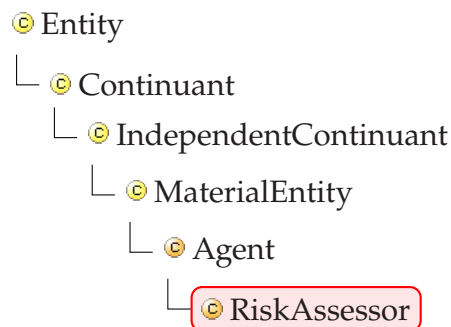 Entity
Continuant
IndependentContinuant
MaterialEntity
Agent
RiskAssessor